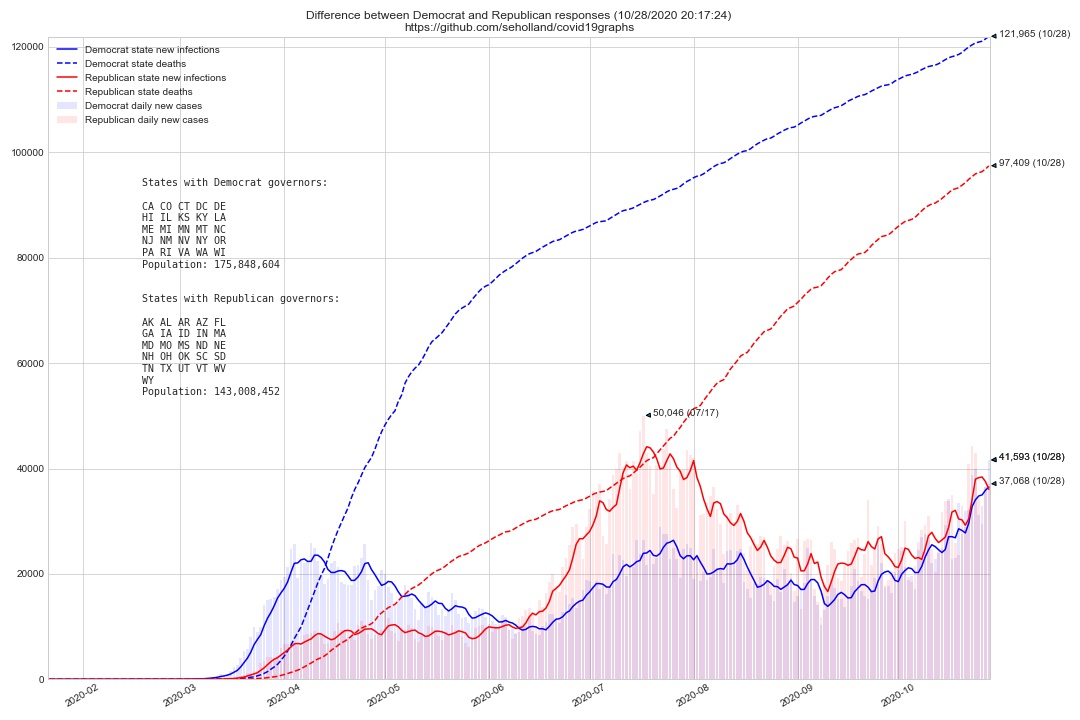 Difference between Democrat and Republican responses (10/28/2020 20:17:24)
https://github.com/seholland/covid19graphs
121,965 (10/28)
120000
Democrat state new infections
Democrat state deaths
Republican state new infections
Republican state deaths
Democrat daily new cases
Republican daily new cases
100000
97,409 (10/28)
States with Democrat governors:
CA CO CT DC DE
HI IL KS KY LA
ME MI MN MT NC
NJ NM NV NY OR
PA RI VA WA WI
Population: 175,848,604
80000
States with Republican governors:
AK AL AR AZ FL
GA IA ID IN MA
MD MO MS ND NE
NH OH OK SC SD
TN TX UT VT WV
WY
Population: 143,008,452
60000
50,046 (07/17)
41,593 (10/28)
40000
37,068 (10/28)
20000
0
2020-02
2020-03
2020-04
2020-05
2020-06
2020-07
2020-08
2020-09
2020-10